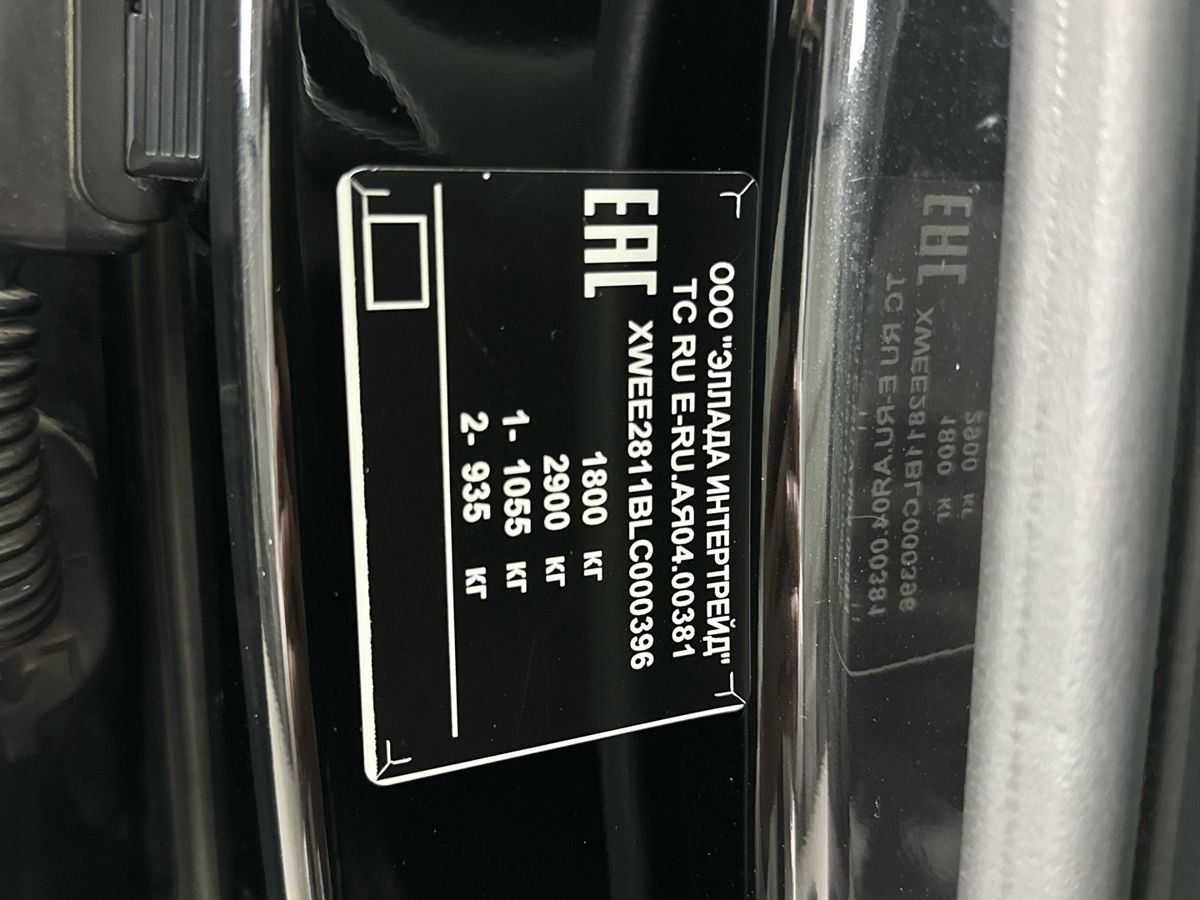 EAC
ООО "ЭЛЛАДА ИНТЕРТРЕЙД"
ТС RU E-RU.АЯ04.00381
XWEE2811BLC000396
1800 кг
2900 кг
1- 1055 кг
2- 935 кг